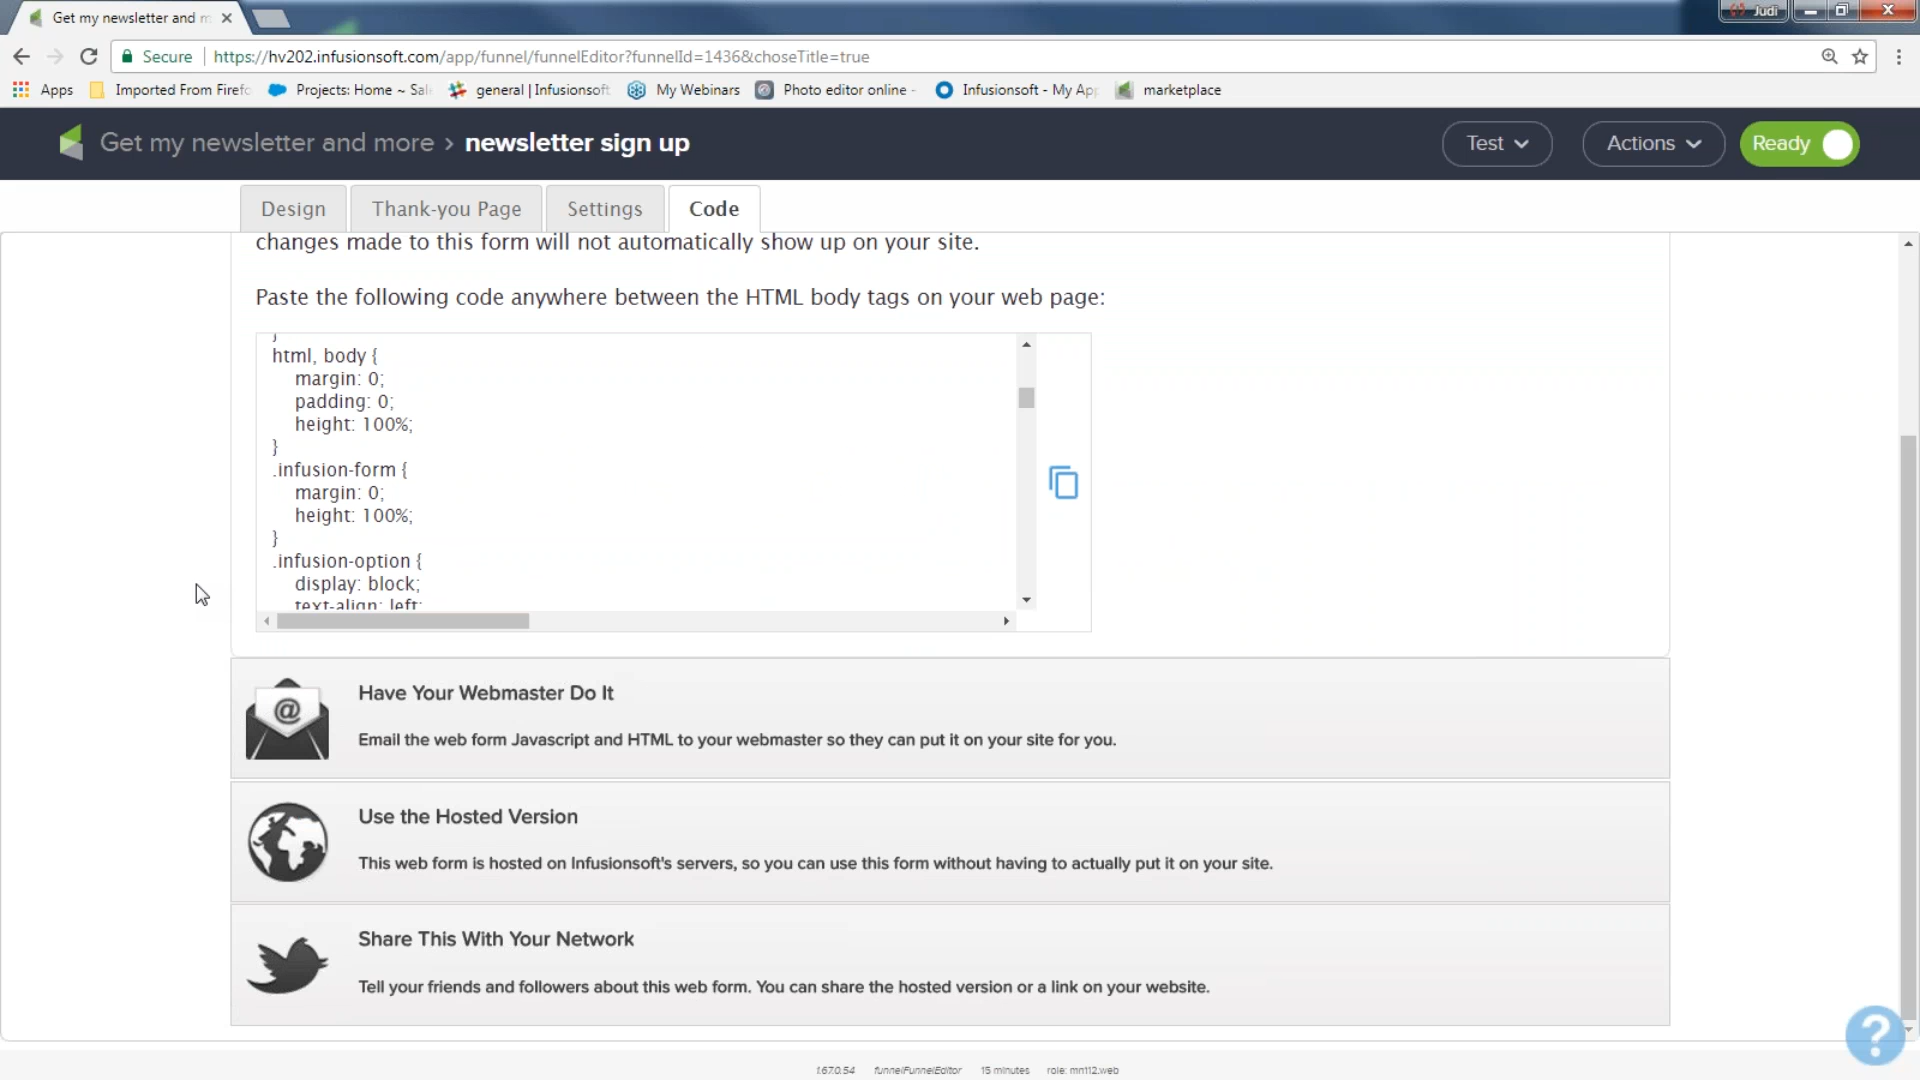 Get my newsletter and m
Judi
Secure https://hv202.infusionsoft.com/app/funnel/funnelEditor?funnelId=1436&choseTitle=true
Apps Imported From Firefo Projects: Home ~ Sal general | Infusionsoft My Webinars Photo editor online - Infusionsoft - My Ap marketplace
Get my newsletter and more › newsletter sign up Test Actions Ready
Design Thank-you Page Settings Code
changes made to this form will not automatically show up on your site.
Paste the following code anywhere between the HTML body tags on your web page:
}
html, body {
margin: 0;
padding: 0;
height: 100%;
}
.infusion-form {
margin: 0;
height: 100%;
}
.infusion-option {
display: block;
text-align: left;
Have Your Webmaster Do It
Email the web form Javascript and HTML to your webmaster so they can put it on your site for you.
Use the Hosted Version
This web form is hosted on Infusionsoft's servers, so you can use this form without having to actually put it on your site.
Share This With Your Network
Tell your friends and followers about this web form. You can share the hosted version or a link on your website.
?
1.67.0.54 funnelFunnelEditor 15 minutes role: mn112.web